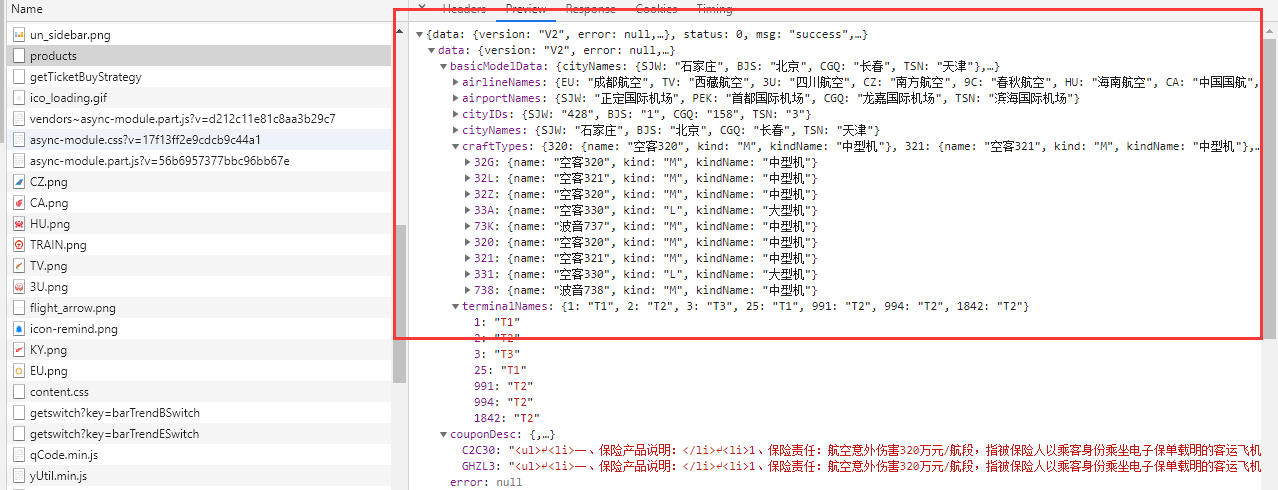 Name
Headers Preview Response Cookies Timing
un_sidebar.png
products
getTicketBuyStrategy
ico_loading.gif
vendors~async-module.part.js?v=d212c11e81c8aa3b29c7
async-module.css?v=17f13ff2e9cdcb9c44a1
async-module.part.js?v=56b6957377bbc96bb67e
CZ.png
CA.png
HU.png
TRAIN.png
TV.png
3U.png
flight_arrow.png
icon-remind.png
KY.png
EU.png
content.css
getswitch?key=barTrendBSwitch
getswitch?key=barTrendESwitch
qCode.min.js
yUtil.min.js
▼{data: {version: "V2", error: null,…}, status: 0, msg: "success",…}
▼data: {version: "V2", error: null,…}
▼basicModelData: {cityNames: {SJW: "石家庄", BJS: "北京", CGQ: "长春", TSN: "天津"},…}
▶airlineNames: {EU: "成都航空", TV: "西藏航空", 3U: "四川航空", CZ: "南方航空", 9C: "春秋航空", HU: "海南航空", CA: "中国国航",
▶airportNames: {SJW: "正定国际机场", PEK: "首都国际机场", CGQ: "龙嘉国际机场", TSN: "滨海国际机场"}
▶cityIDs: {SJW: "428", BJS: "1", CGQ: "158", TSN: "3"}
▶cityNames: {SJW: "石家庄", BJS: "北京", CGQ: "长春", TSN: "天津"}
▼craftTypes: {320: {name: "空客320", kind: "M", kindName: "中型机"}, 321: {name: "空客321", kind: "M", kindName: "中型机"},…
▶32G: {name: "空客320", kind: "M", kindName: "中型机"}
▶32L: {name: "空客321", kind: "M", kindName: "中型机"}
▶32Z: {name: "空客320", kind: "M", kindName: "中型机"}
▶33A: {name: "空客330", kind: "L", kindName: "大型机"}
▶73K: {name: "波音737", kind: "M", kindName: "中型机"}
▶320: {name: "空客320", kind: "M", kindName: "中型机"}
▶321: {name: "空客321", kind: "M", kindName: "中型机"}
▶331: {name: "空客330", kind: "L", kindName: "大型机"}
▶738: {name: "波音738", kind: "M", kindName: "中型机"}
▼terminalNames: {1: "T1", 2: "T2", 3: "T3", 25: "T1", 991: "T2", 994: "T2", 1842: "T2"}
1: "T1"
2: "T2"
3: "T3"
25: "T1"
991: "T2"
994: "T2"
1842: "T2"
▼couponDesc: {,…}
C2C30: "<ul>↵<li>一、保险产品说明：</li>↵<li>1、保险责任：航空意外伤害320万元/航段，指被保险人以乘客身份乘坐电子保单载明的客运飞机
GHZL3: "<ul>↵<li>一、保险产品说明：</li>↵<li>1、保险责任：航空意外伤害320万元/航段，指被保险人以乘客身份乘坐电子保单载明的客运飞机
error: null